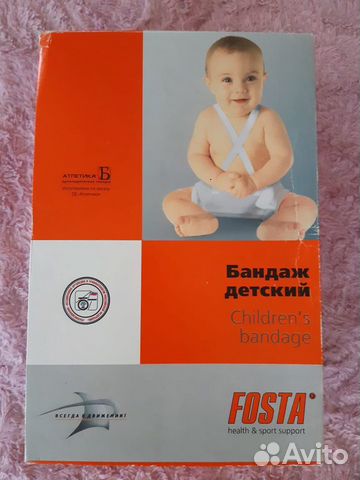 АТЛЕТИКА Б
Бандаж
детский
Children's
bandage
ВСЕГДА В ДВИЖЕНИИ!
FOSTA®
health & sport support
Avito